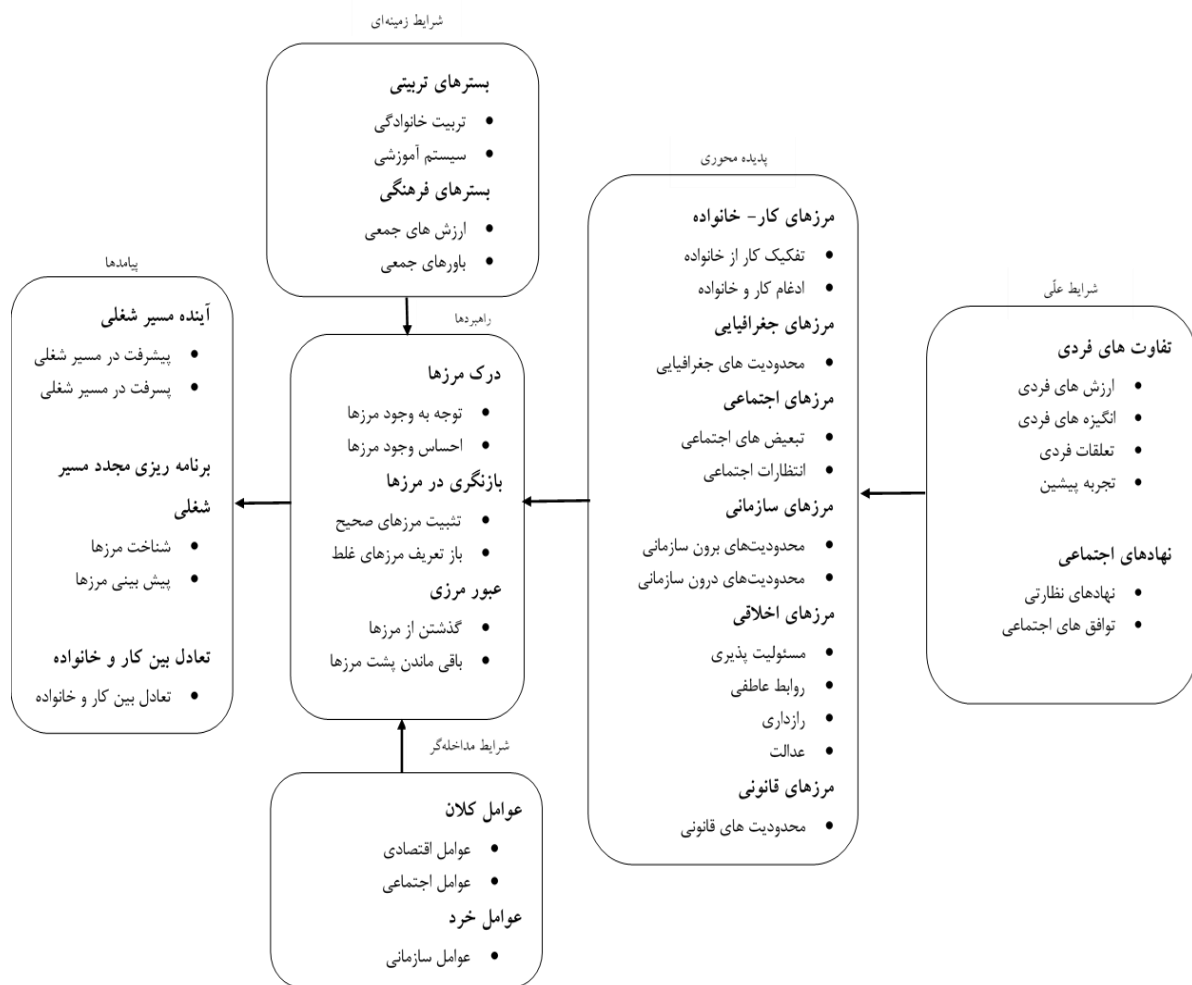 شرایط علّی
تفاوت های فردی
• ارزش های فردی
• انگیزه های فردی
• تعلقات فردی
• تجربه پیشین
نهادهای اجتماعی
• نهادهای نظارتی
• توافق های اجتماعی
پدیده محوری
مرزهای کار- خانواده
• تفکیک کار از خانواده
• ادغام کار و خانواده
مرزهای جغرافیایی
• محدودیت های جغرافیایی
مرزهای اجتماعی
• تبعیض های اجتماعی
• انتظارات اجتماعی
مرزهای سازمانی
• محدودیت‌های برون سازمانی
• محدودیت‌های درون سازمانی
مرزهای اخلاقی
• مسئولیت پذیری
• روابط عاطفی
• رازداری
• عدالت
مرزهای قانونی
• محدودیت های قانونی
شرایط زمینه‌ای
بسترهای تربیتی
• تربیت خانوادگی
• سیستم آموزشی
بسترهای فرهنگی
• ارزش های جمعی
• باورهای جمعی
راهبردها
درک مرزها
• توجه به وجود مرزها
• احساس وجود مرزها
بازنگری در مرزها
• تثبیت مرزهای صحیح
• باز تعریف مرزهای غلط
عبور مرزی
• گذشتن از مرزها
• باقی ماندن پشت مرزها
شرایط مداخله‌گر
عوامل کلان
• عوامل اقتصادی
• عوامل اجتماعی
عوامل خرد
• عوامل سازمانی
پیامدها
آینده مسیر شغلی
• پیشرفت در مسیر شغلی
• پسرفت در مسیر شغلی
برنامه ریزی مجدد مسیر
شغلی
• شناخت مرزها
• پیش بینی مرزها
تعادل بین کار و خانواده
• تعادل بین کار و خانواده